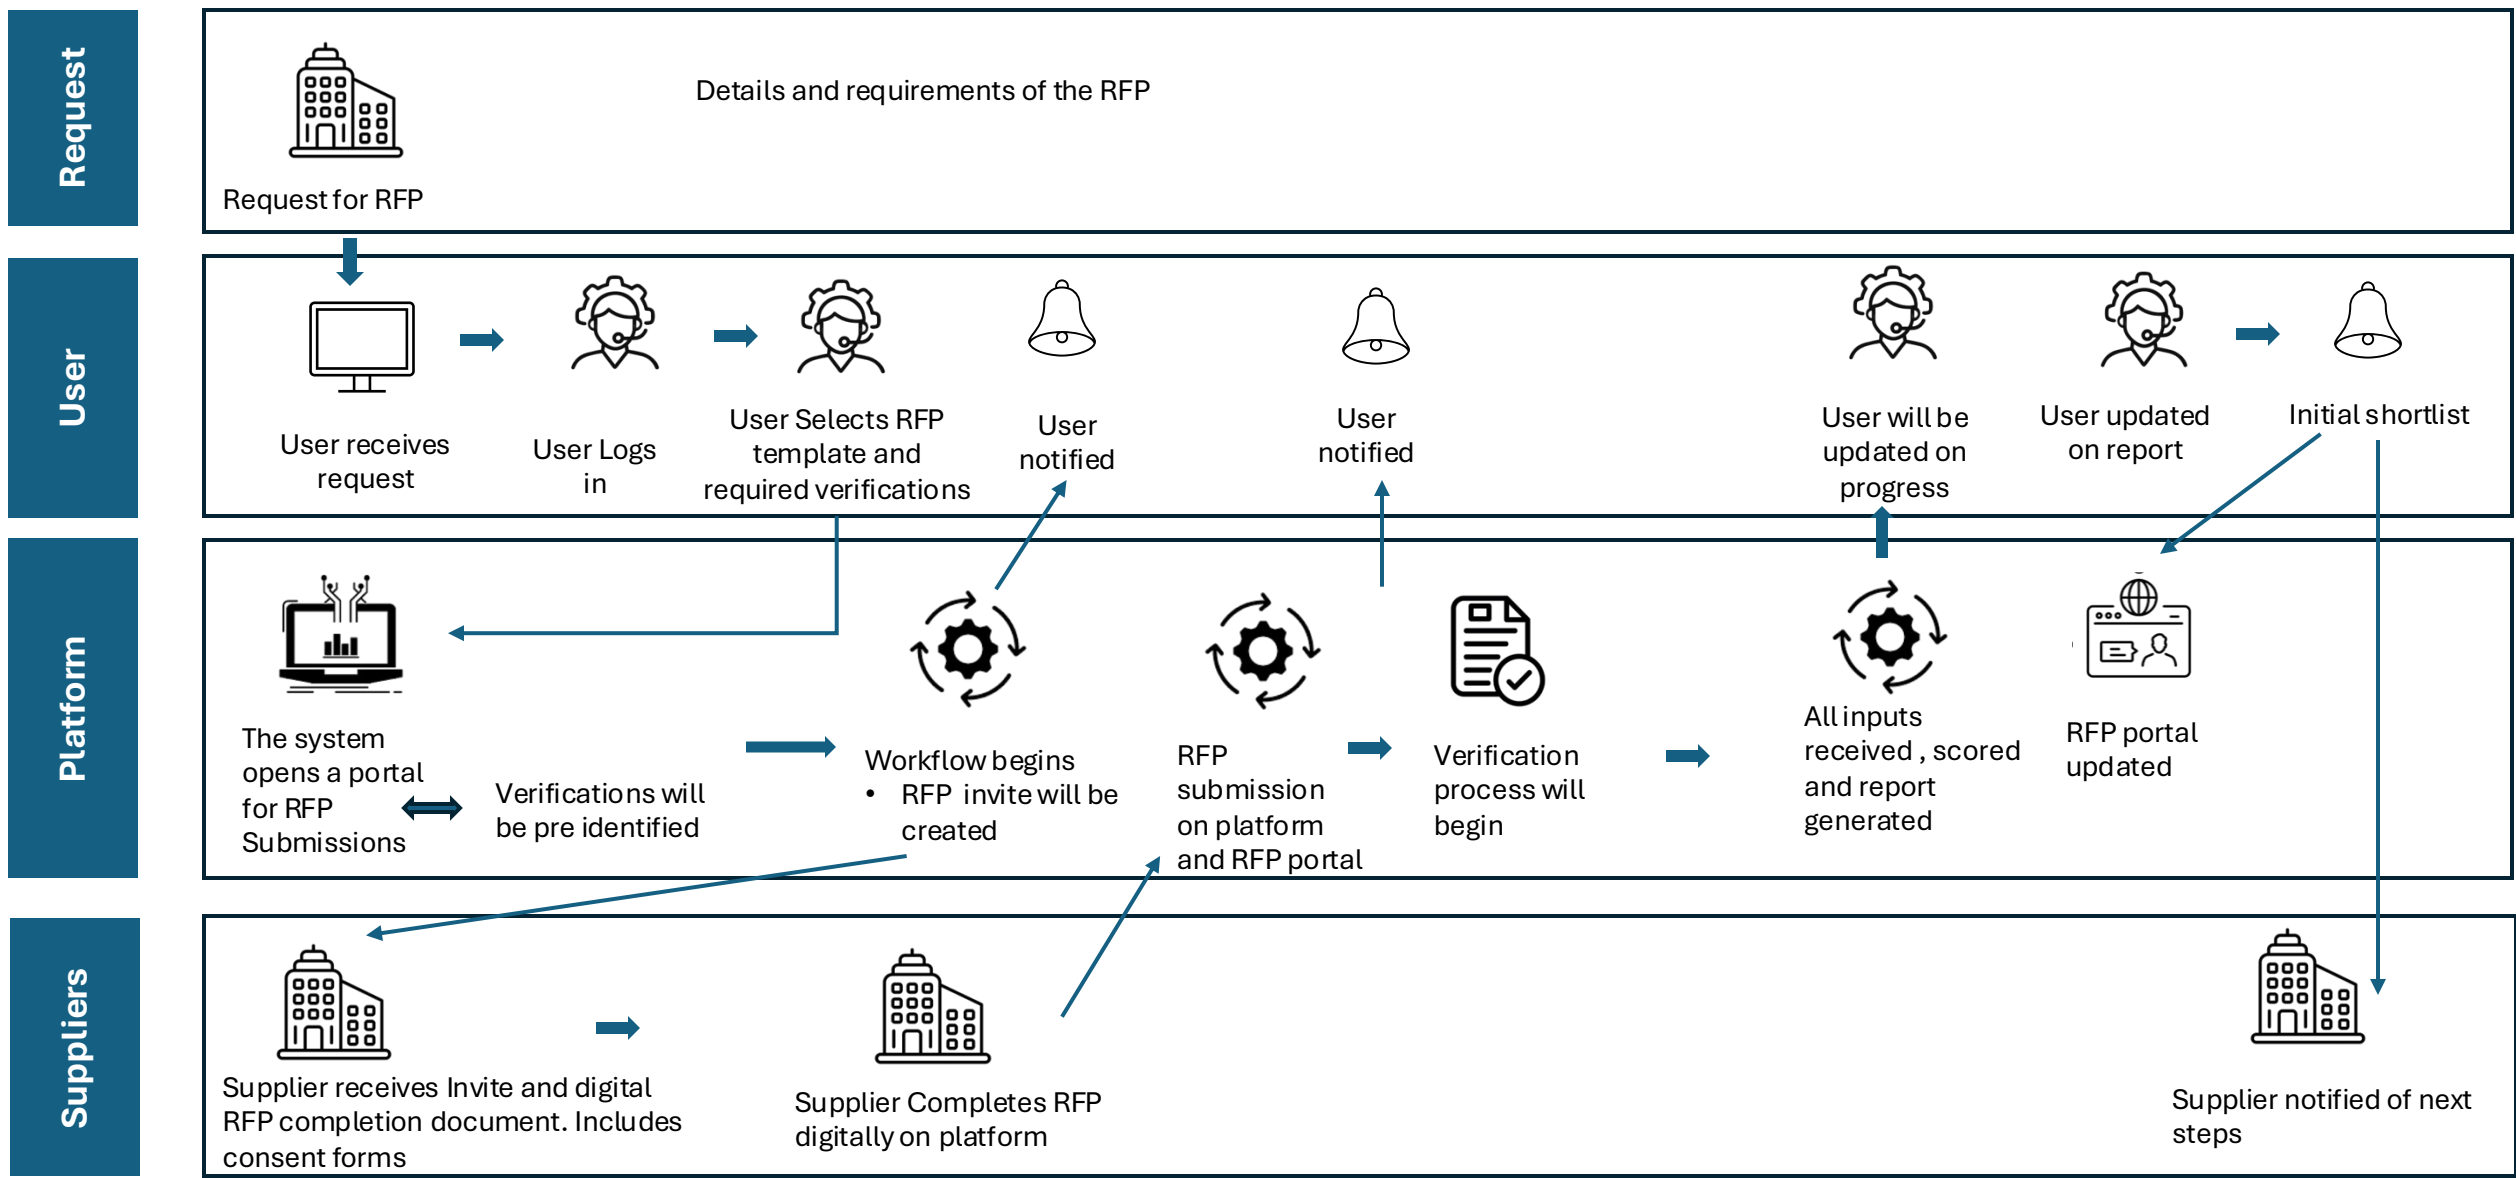 Request
Details and requirements of the RFP
Request for RFP
User
User receives
request
User Logs
in
User Selects RFP
template and
required verifications
User
notified
User
notified
User will be
updated on
progress
User updated
on report
Initial shortlist
Platform
The system
opens a portal
for RFP
Submissions
Verifications will
be pre identified
Workflow begins
• RFP invite will be
created
RFP
submission
on platform
and RFP portal
Verification
process will
begin
All inputs
received , scored
and report
generated
RFP portal
updated
Suppliers
Supplier receives Invite and digital
RFP completion document. Includes
consent forms
Supplier Completes RFP
digitally on platform
Supplier notified of next
steps